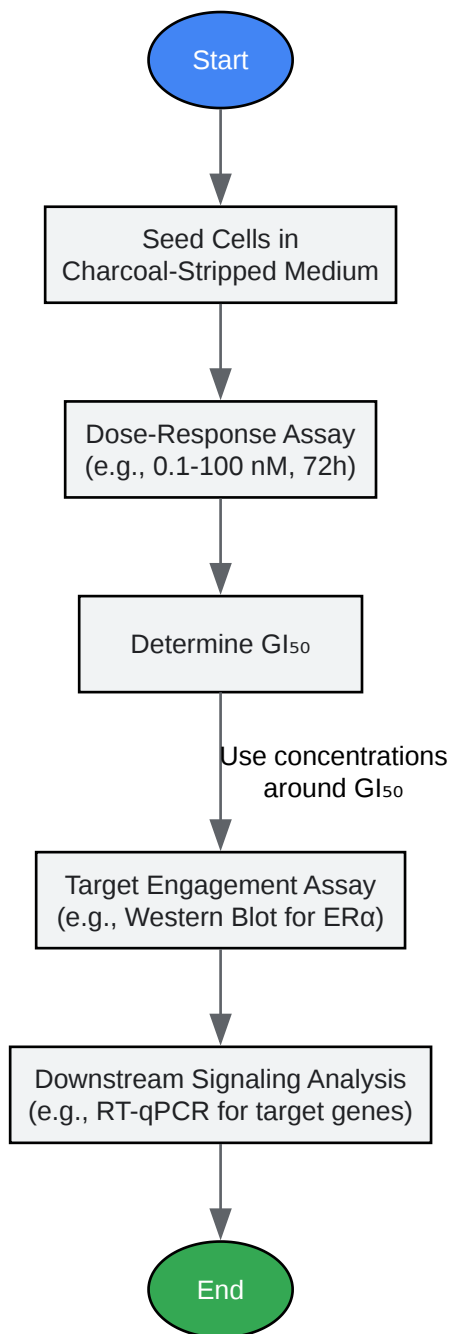 Start
Seed Cells in
Charcoal-Stripped Medium
Dose-Response Assay
(e.g., 0.1-100 nM, 72h)
Determine GI₅₀
Use concentrations
around GI₅₀
Target Engagement Assay
(e.g., Western Blot for ERα)
Downstream Signaling Analysis
(e.g., RT-qPCR for target genes)
End